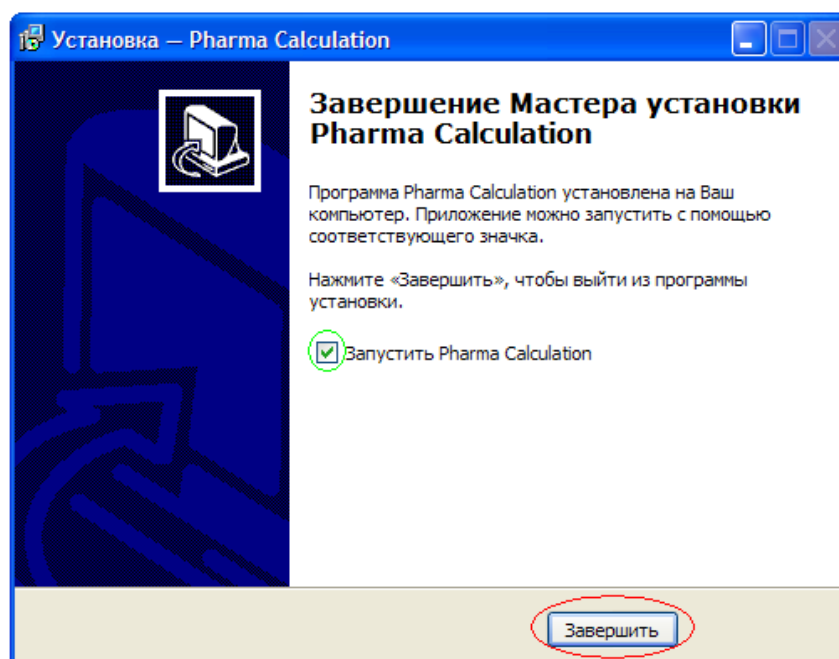 Установка — Pharma Calculation
Завершение Мастера установки
Pharma Calculation
Программа Pharma Calculation установлена на Ваш
компьютер. Приложение можно запустить с помощью
соответствующего значка.
Нажмите «Завершить», чтобы выйти из программы
установки.
Запустить Pharma Calculation
Завершить